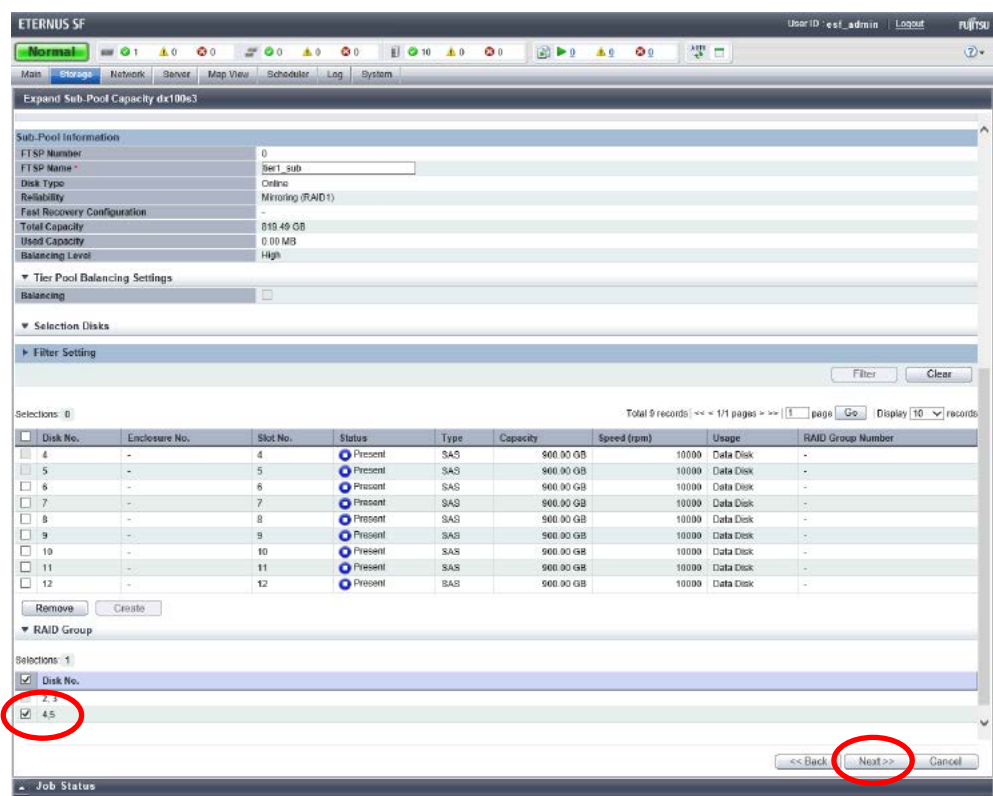 ETERNUS SF User ID : esf_admin Logout FUJITSU
Normal 1 0 0 0 0 0 10 0 0 0 0 0
Main Storage Network Server Map View Scheduler Log System
Expand Sub-Pool Capacity dx100s3
Sub-Pool Information
FTSP Number 0
FTSP Name * tier1_sub
Disk Type Online
Reliability Mirroring (RAID1)
Fast Recovery Configuration -
Total Capacity 819.49 GB
Used Capacity 0.00 MB
Balancing Level High
Tier Pool Balancing Settings
Balancing
Selection Disks
Filter Setting
Filter Clear
Selections: 0 Total 9 records| << < 1/1 pages > >> | 1 page Go | Display 10 records
Disk No. Enclosure No. Slot No. Status Type Capacity Speed (rpm) Usage RAID Group Number
4 - 4 Present SAS 900.00 GB 10000 Data Disk -
5 - 5 Present SAS 900.00 GB 10000 Data Disk -
6 - 6 Present SAS 900.00 GB 10000 Data Disk -
7 - 7 Present SAS 900.00 GB 10000 Data Disk -
8 - 8 Present SAS 900.00 GB 10000 Data Disk -
9 - 9 Present SAS 900.00 GB 10000 Data Disk -
10 - 10 Present SAS 900.00 GB 10000 Data Disk -
11 - 11 Present SAS 900.00 GB 10000 Data Disk -
12 - 12 Present SAS 900.00 GB 10000 Data Disk -
Remove Create
RAID Group
Selections: 1
Disk No.
2, 3
4,5
<< Back Next >> Cancel
Job Status